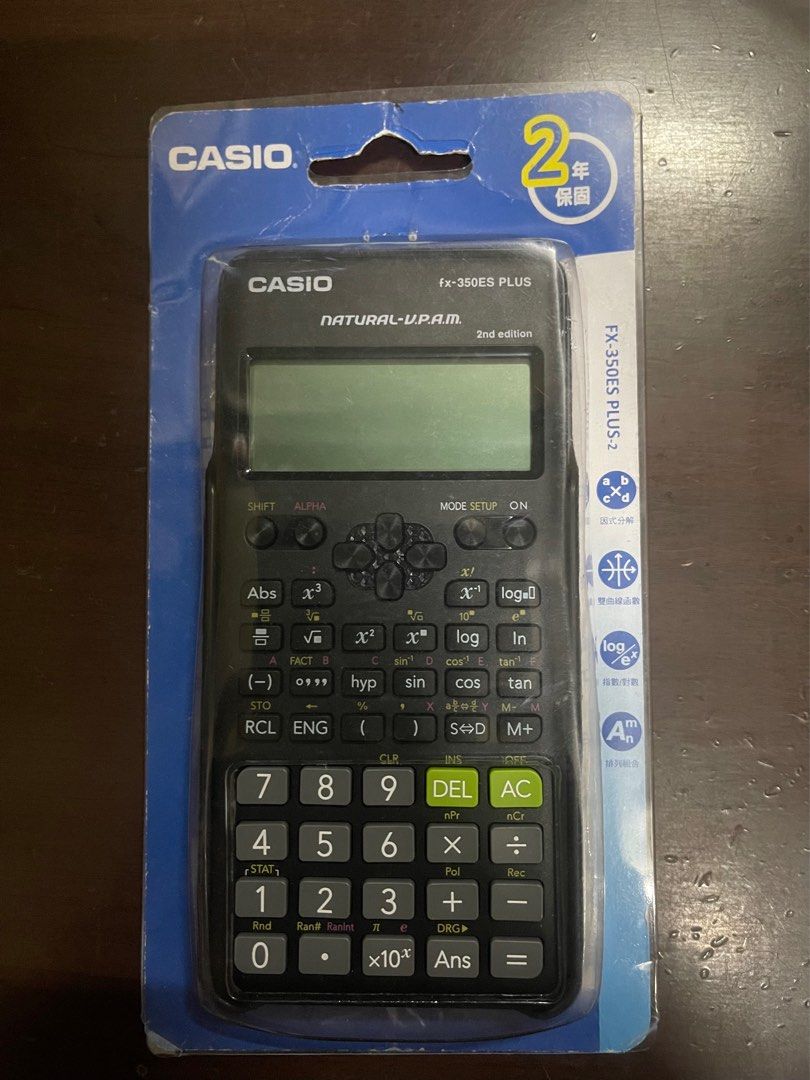 CASIO®
2年
保固
CASIO
fx-350ES PLUS
NATURAL-V.P.A.M.
2nd edition
FX-350ES PLUS-2
a b
× 
c d
因式分解
雙曲線函數
log/eˣ
指數/對數
Aᵐₙ
排列組合
SHIFT ALPHA MODE SETUP ON
: x!
Abs x³ x⁻¹ log■□
³√■ ■√□ 10■ e■
√■ x² x■ log ln
A FACT B C sin⁻¹ D cos⁻¹ E tan⁻¹ F
(−) °,,, hyp sin cos tan
STO ← % , X Y M− M
RCL ENG ( ) S⇔D M+
CLR INS OFF
7 8 9 DEL AC
nPr nCr
4 5 6 × ÷
STAT Pol Rec
1 2 3 + −
Rnd Ran# RanInt π e DRG▶
0 . ×10ˣ Ans =